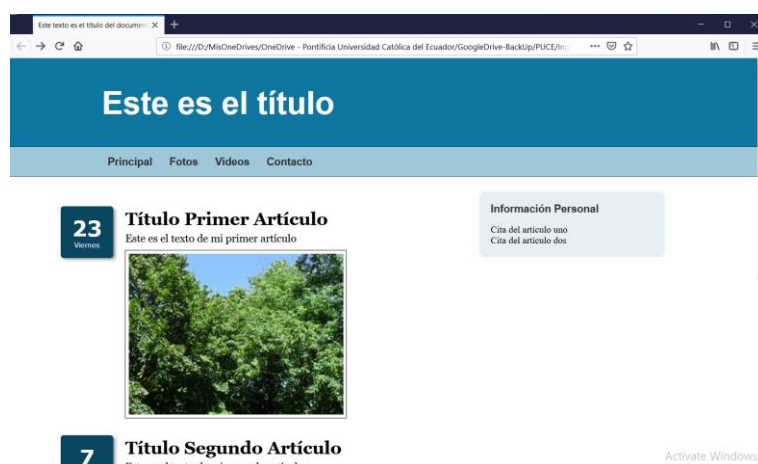 Este texto es el título del documen
file:///D:/MisOneDrives/OneDrive - Pontificia Universidad Católica del Ecuador/GoogleDrive-BackUp/PUCE/Ing
Este es el título
Principal Fotos Videos Contacto
23
Viernes
Título Primer Artículo
Este es el texto de mi primer artículo
Información Personal
Cita del artículo uno
Cita del artículo dos
7
Título Segundo Artículo
Activate Windows